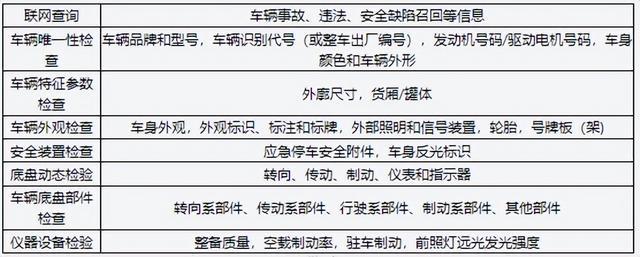 联网查询
车辆事故、违法、安全缺陷召回等信息
车辆唯一性检查
车辆品牌和型号，车辆识别代号（或整车出厂编号），发动机号码/驱动电机号码，车身
颜色和车辆外形
车辆特征参数
检查
外廓尺寸，货厢/罐体
车辆外观检查
车身外观，外观标识、标注和标牌，外部照明和信号装置，轮胎，号牌板（架）
安全装置检查
应急停车安全附件，车身反光标识
底盘动态检验
转向、传动、制动、仪表和指示器
车辆底盘部件
检查
转向系部件、传动系部件、行驶系部件、制动系部件、其他部件
仪器设备检验
整备质量，空载制动率，驻车制动，前照灯远光发光强度